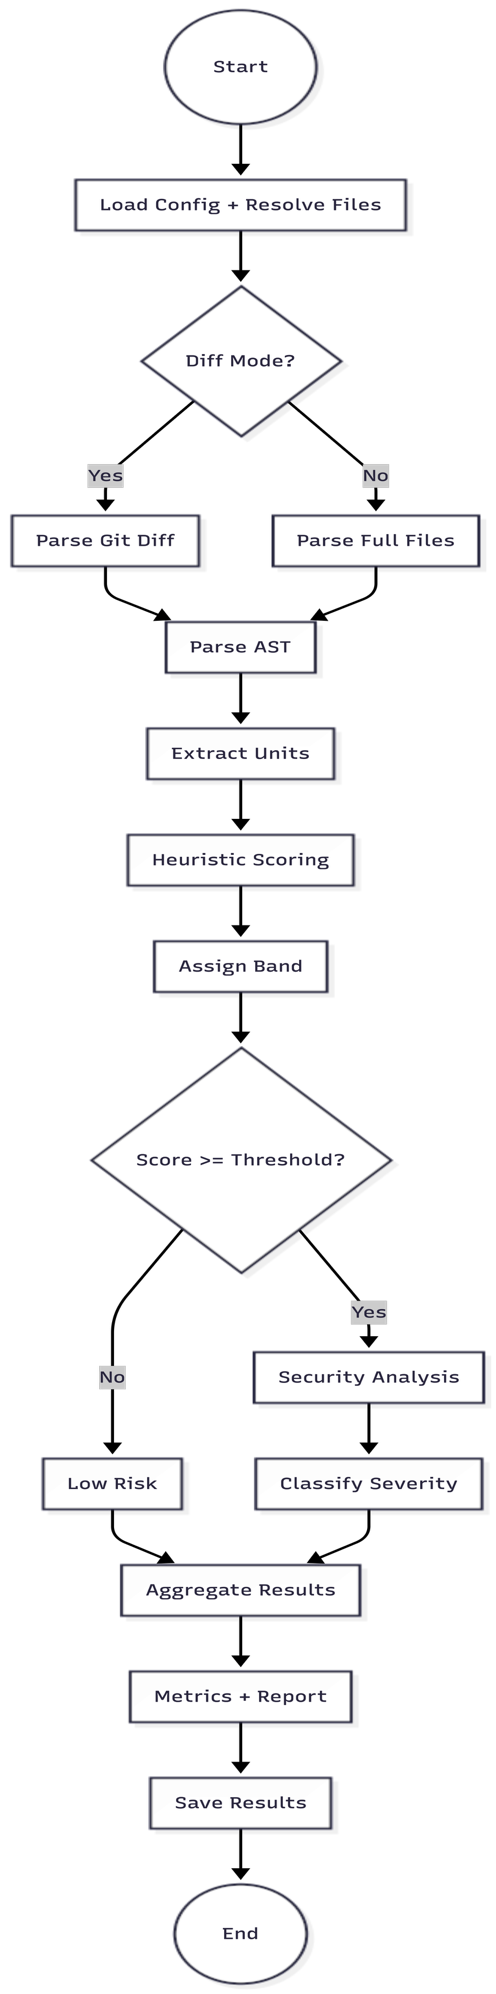 Start
Load Config + Resolve Files
Diff Mode?
Yes
No
Parse Git Diff
Parse Full Files
Parse AST
Extract Units
Heuristic Scoring
Assign Band
Score >= Threshold?
Yes
No
Security Analysis
Low Risk
Classify Severity
Aggregate Results
Metrics + Report
Save Results
End